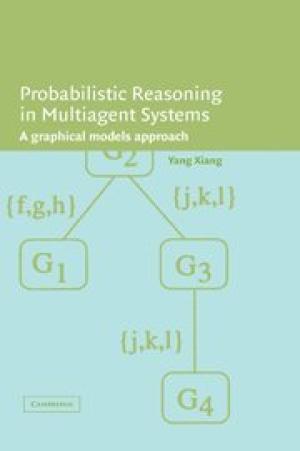 Probabilistic Reasoning
in Multiagent Systems
A graphical models approach
G2
Yang Xiang
{f,g,h}
{j,k,l}
G1
G3
{j,k,l}
G4
CAMBRIDGE